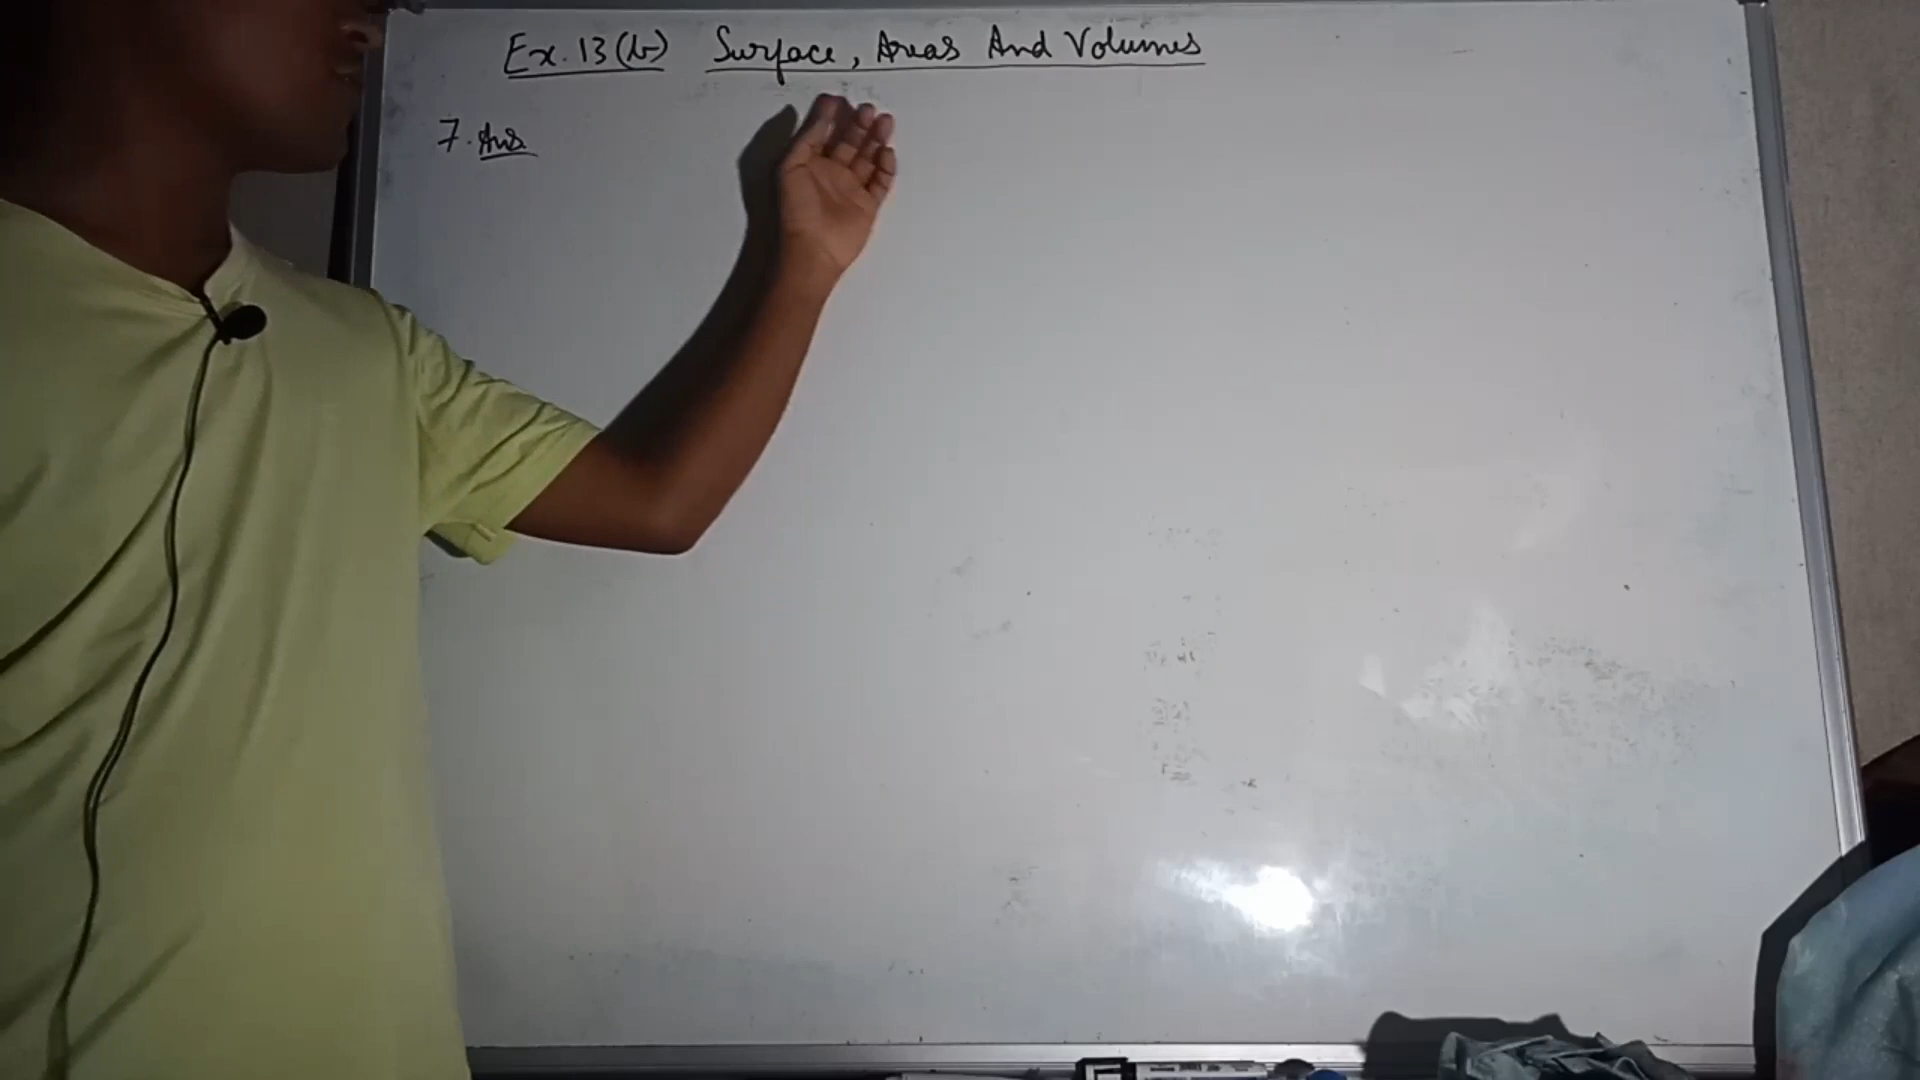 Ex. 13(b) Surface, Areas And Volumes
7. Ans.